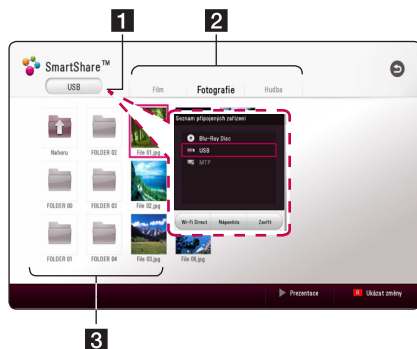 1
2
SmartShare™
USB
Film
Fotografie
Hudba
Seznam připojených zařízení
Blu-Ray Disc
USB
MTP
Wi-Fi Direct
Nápověda
Zavřít
Nahoru
FOLDER 02
File 01.jpg
FOLDER 00
FOLDER 03
File 02.jpg
FOLDER 01
FOLDER 04
File 03.jpg
File 06.jpg
Prezentace
R
Ukázat změny
3